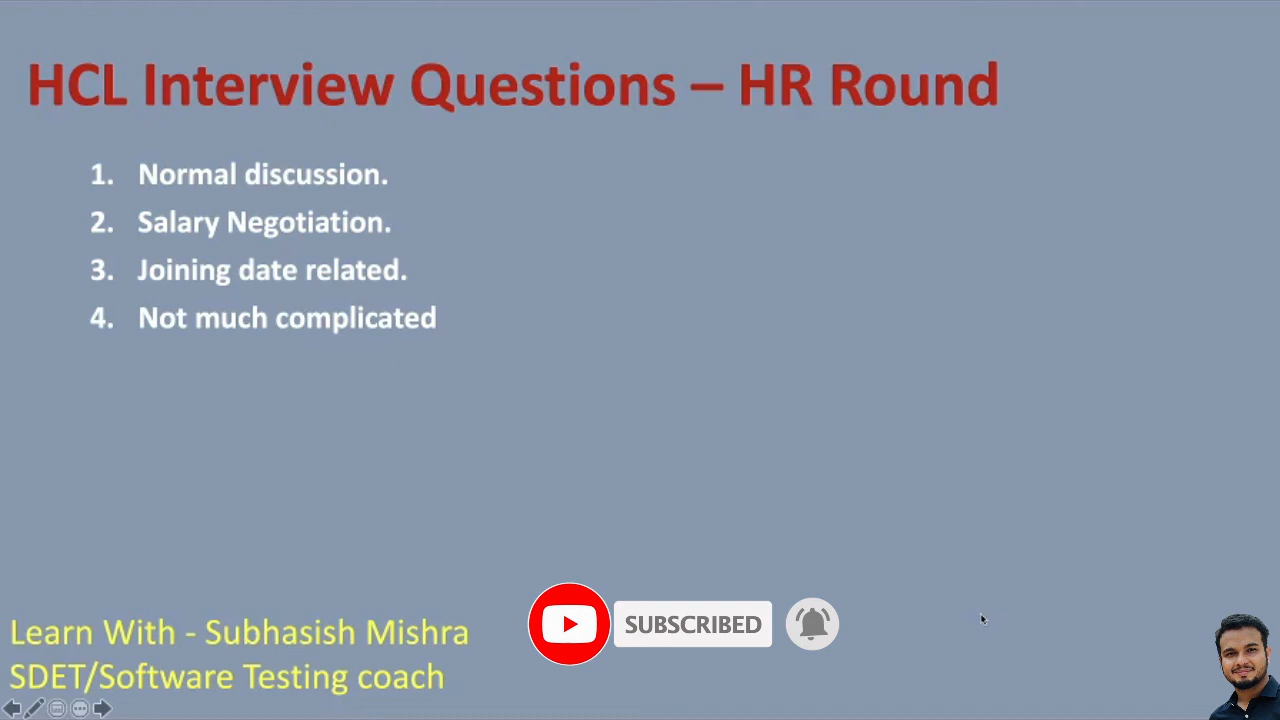 HCL Interview Questions – HR Round
1. Normal discussion.
2. Salary Negotiation.
3. Joining date related.
4. Not much complicated
SUBSCRIBED
Learn With - Subhasish Mishra
SDET/Software Testing coach